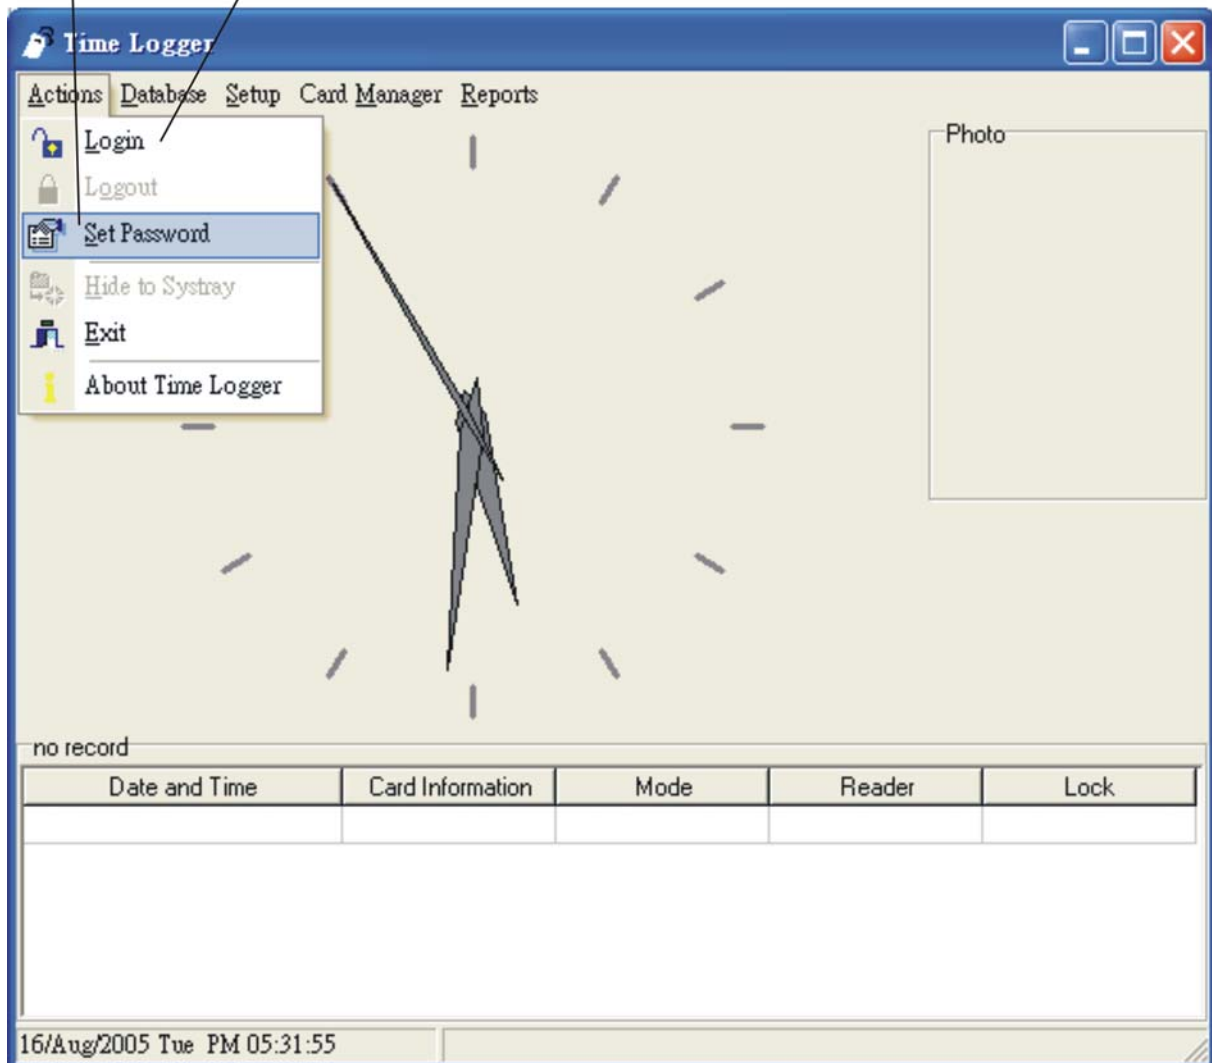 Time Logger
Actions Database Setup Card Manager Reports
Login
Logout
Set Password
Hide to Systray
Exit
About Time Logger
Photo
no record
Date and Time Card Information Mode Reader Lock
16/Aug/2005 Tue PM 05:31:55